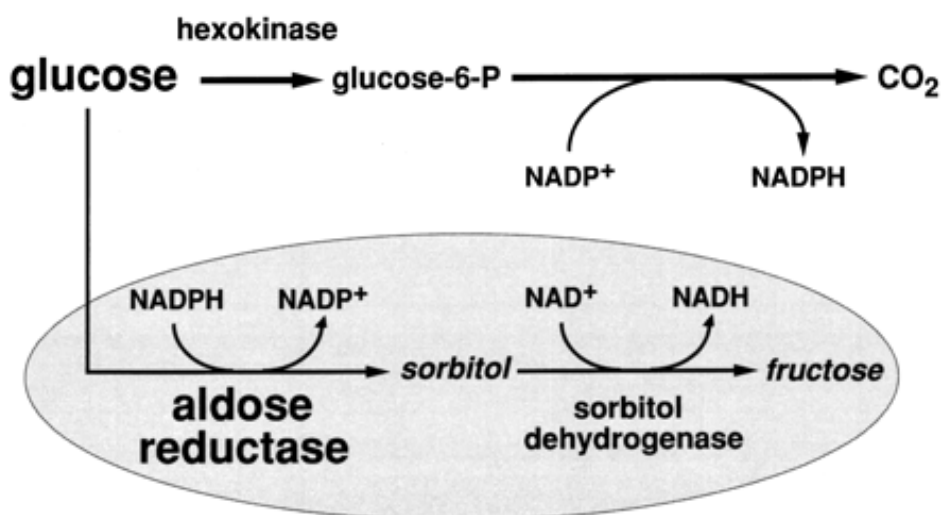 hexokinase
glucose glucose-6-P CO₂
NADP⁺ NADPH
NADPH NADP⁺ NAD⁺ NADH
sorbitol fructose
aldose
reductase
sorbitol
dehydrogenase